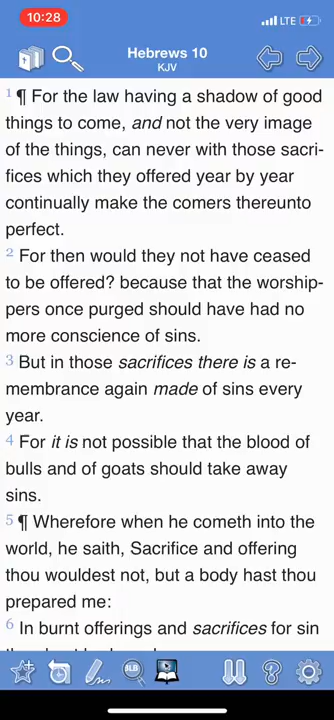 10:28
LTE
Hebrews 10
KJV
1 ¶ For the law having a shadow of good
things to come, and not the very image
of the things, can never with those sacri-
fices which they offered year by year
continually make the comers thereunto
perfect.
2 For then would they not have ceased
to be offered? because that the worship-
pers once purged should have had no
more conscience of sins.
3 But in those sacrifices there is a re-
membrance again made of sins every
year.
4 For it is not possible that the blood of
bulls and of goats should take away
sins.
5 ¶ Wherefore when he cometh into the
world, he saith, Sacrifice and offering
thou wouldest not, but a body hast thou
prepared me:
6 In burnt offerings and sacrifices for sin
BLB